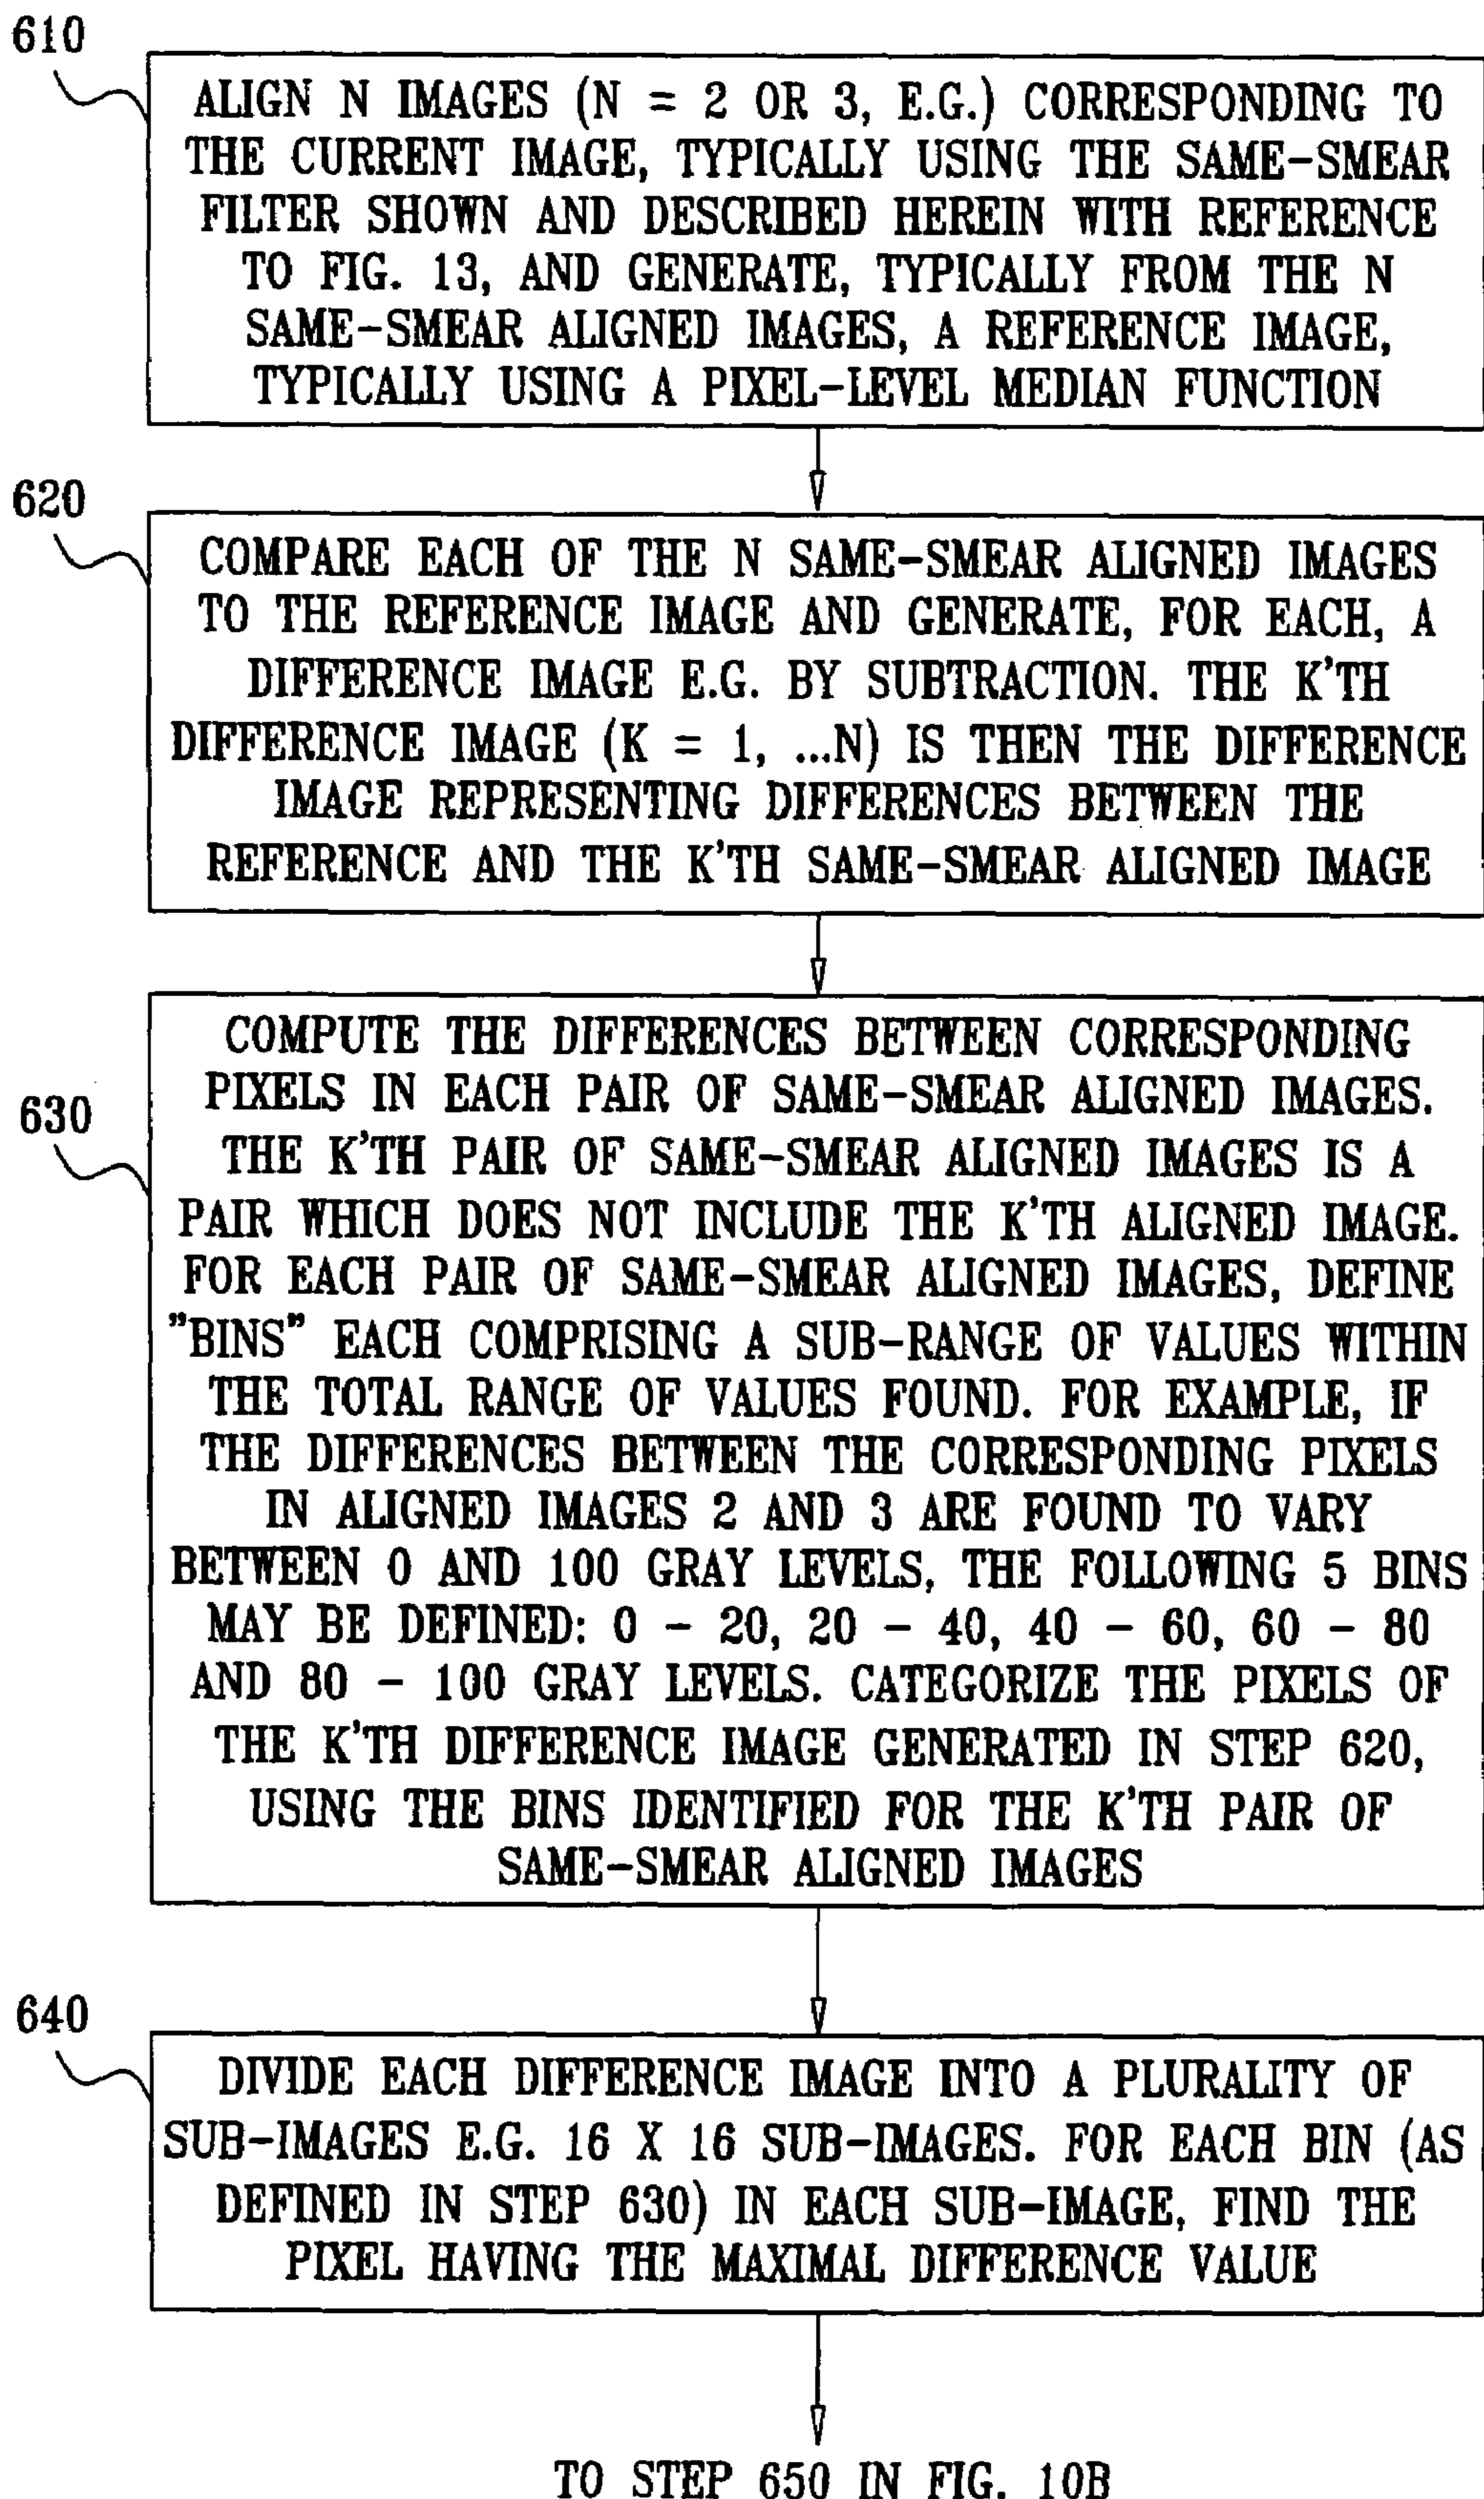 610
ALIGN N IMAGES (N = 2 OR 3, E.G.) CORRESPONDING TO
THE CURRENT IMAGE, TYPICALLY USING THE SAME-SMEAR
FILTER SHOWN AND DESCRIBED HEREIN WITH REFERENCE
TO FIG. 13, AND GENERATE, TYPICALLY FROM THE N
SAME-SMEAR ALIGNED IMAGES, A REFERENCE IMAGE,
TYPICALLY USING A PIXEL-LEVEL MEDIAN FUNCTION
620
COMPARE EACH OF THE N SAME-SMEAR ALIGNED IMAGES
TO THE REFERENCE IMAGE AND GENERATE, FOR EACH, A
DIFFERENCE IMAGE E.G. BY SUBTRACTION. THE K'TH
DIFFERENCE IMAGE (K = 1, ...N) IS THEN THE DIFFERENCE
IMAGE REPRESENTING DIFFERENCES BETWEEN THE
REFERENCE AND THE K'TH SAME-SMEAR ALIGNED IMAGE
630
COMPUTE THE DIFFERENCES BETWEEN CORRESPONDING
PIXELS IN EACH PAIR OF SAME-SMEAR ALIGNED IMAGES.
THE K'TH PAIR OF SAME-SMEAR ALIGNED IMAGES IS A
PAIR WHICH DOES NOT INCLUDE THE K'TH ALIGNED IMAGE.
FOR EACH PAIR OF SAME-SMEAR ALIGNED IMAGES, DEFINE
"BINS" EACH COMPRISING A SUB-RANGE OF VALUES WITHIN
THE TOTAL RANGE OF VALUES FOUND. FOR EXAMPLE, IF
THE DIFFERENCES BETWEEN THE CORRESPONDING PIXELS
IN ALIGNED IMAGES 2 AND 3 ARE FOUND TO VARY
BETWEEN 0 AND 100 GRAY LEVELS, THE FOLLOWING 5 BINS
MAY BE DEFINED: 0 - 20, 20 - 40, 40 - 60, 60 - 80
AND 80 - 100 GRAY LEVELS. CATEGORIZE THE PIXELS OF
THE K'TH DIFFERENCE IMAGE GENERATED IN STEP 620,
USING THE BINS IDENTIFIED FOR THE K'TH PAIR OF
SAME-SMEAR ALIGNED IMAGES
640
DIVIDE EACH DIFFERENCE IMAGE INTO A PLURALITY OF
SUB-IMAGES E.G. 16 X 16 SUB-IMAGES. FOR EACH BIN (AS
DEFINED IN STEP 630) IN EACH SUB-IMAGE, FIND THE
PIXEL HAVING THE MAXIMAL DIFFERENCE VALUE
TO STEP 650 IN FIG. 10B